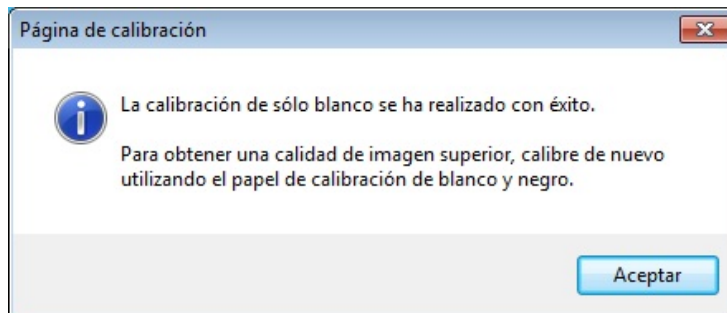 Página de calibración
La calibración de sólo blanco se ha realizado con éxito.
Para obtener una calidad de imagen superior, calibre de nuevo
utilizando el papel de calibración de blanco y negro.
Aceptar